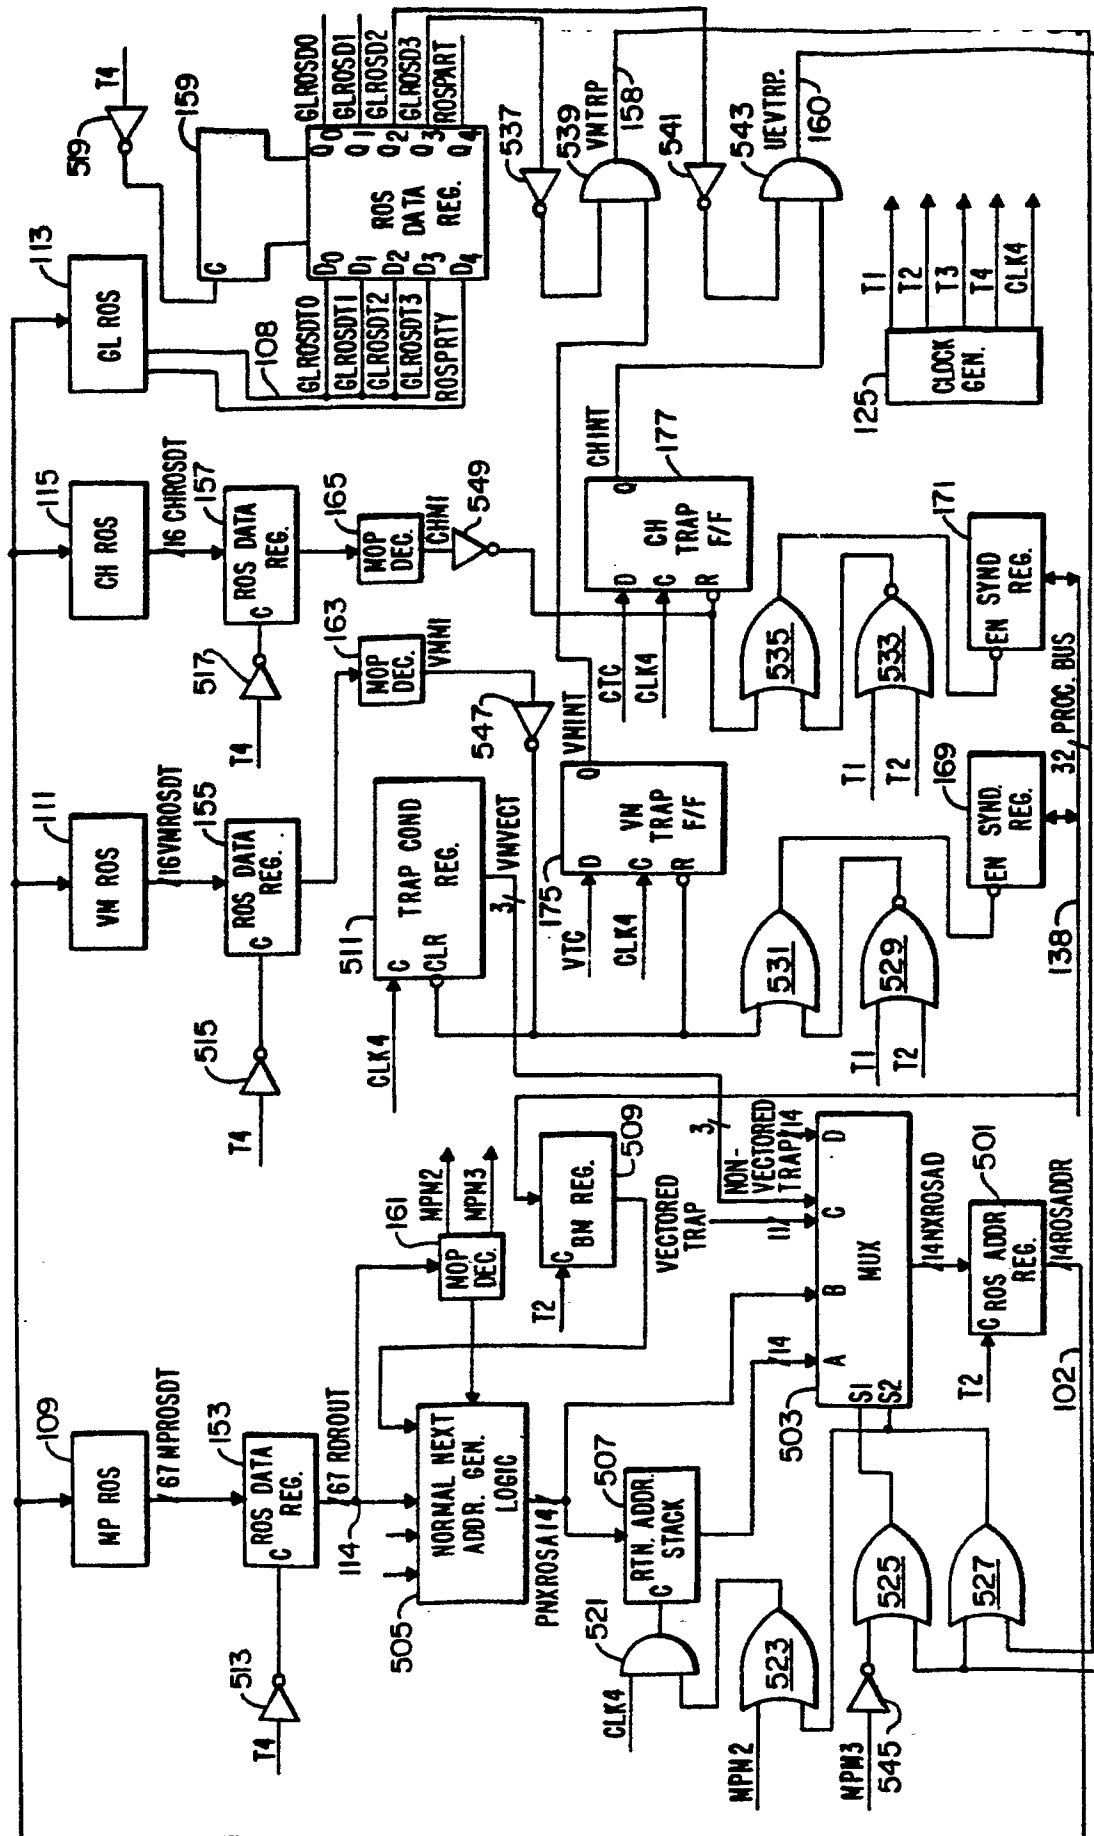 109
MP ROS
67 MPROSDT
153
ROS DATA
REG.
C
513
T4
67 RDROUT
114
161
MOP
DEC.
MPM2
MPM3
505
NORMAL NEXT
ADDR. GEN.
LOGIC
PNXROSA14
T2
C
BM REG.
509
507
RTN. ADDR.
STACK
C
521
CLK4
523
MPM2
MPM3
545
525
527
503
S1
S2
MUX
A
B
C
D
14
VECTORED
TRAP
11
3
NON-
VECTORED
TRAP
14
14NXROSAD
501
C
ROS ADDR
REG.
T2
14ROSADDR
102
111
VM ROS
16VMROSDT
155
ROS DATA
REG.
C
515
T4
163
MOP
DEC.
VMMI
547
511
TRAP COND
REG.
C
CLR
CLK4
3
VMVECT
175
VM
TRAP
F/F
D
C
R
Q
VTC
CLK4
VMINT
531
529
T1
T2
169
EN
SYND.
REG.
138
32 PROC. BUS
115
CH ROS
16 CHROSDT
157
ROS DATA
REG.
C
517
T4
165
MOP
DEC.
CHMI
549
177
CH
TRAP
F/F
D
C
R
Q
CTC
CLK4
CHINT
535
533
T1
T2
171
EN
SYND
REG.
113
GL ROS
108
519
T4
159
C
ROS
DATA
REG.
GLROSDT0
GLROSDT1
GLROSDT2
GLROSDT3
ROSPRTY
D0
D1
D2
D3
D4
Q0
Q1
Q2
Q3
Q4
GLROSD0
GLROSD1
GLROSD2
GLROSD3
ROSPART
537
539
VMTRP
158
541
543
UEVTRP.
160
125
CLOCK
GEN.
T1
T2
T3
T4
CLK4